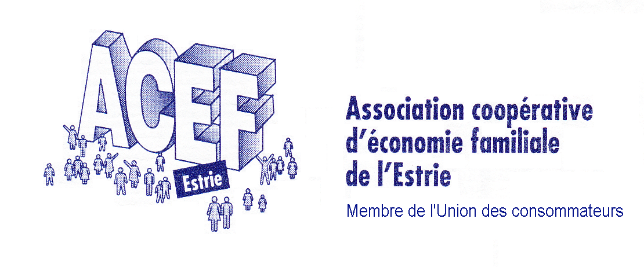 ACEF
Estrie
Association coopérative
d'économie familiale
de l'Estrie
Membre de l'Union des consommateurs